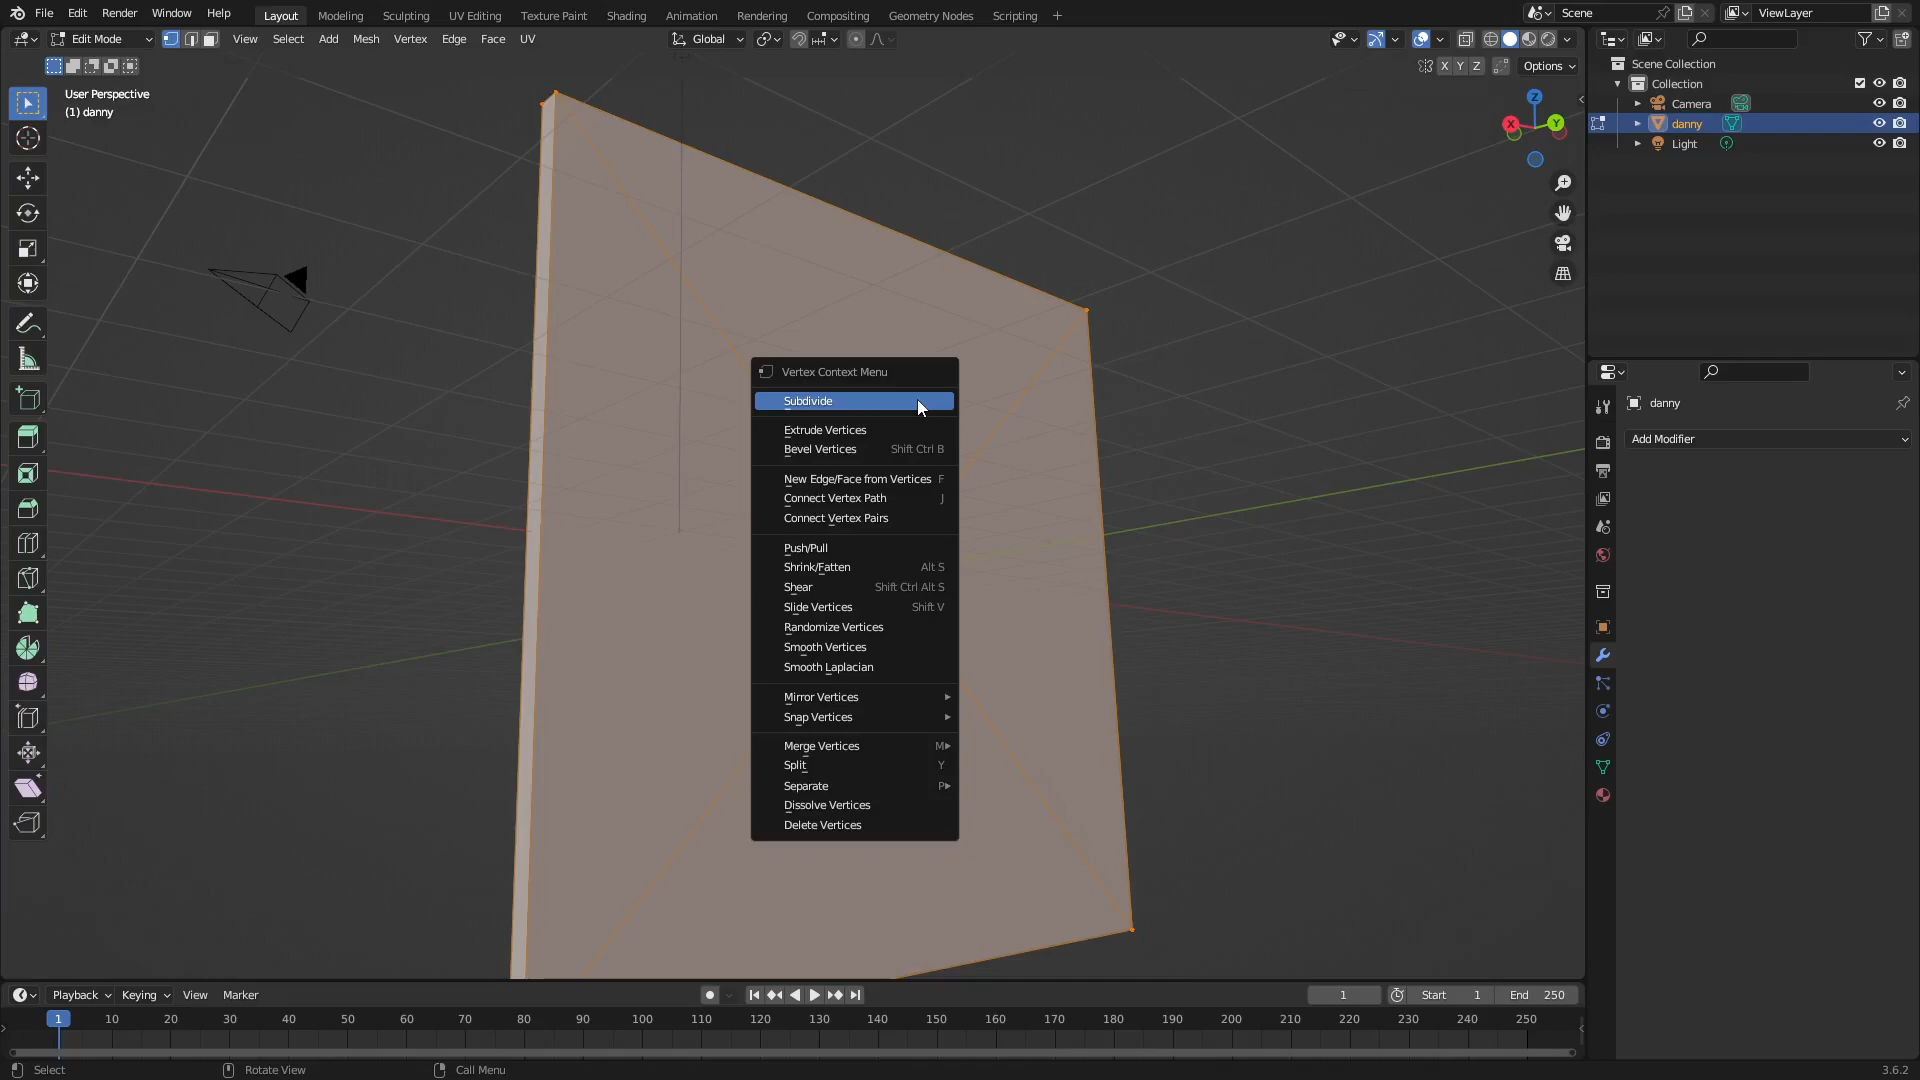 File Edit Render Window Help Layout Modeling Sculpting UV Editing Texture Paint Shading Animation Rendering Compositing Geometry Nodes Scripting + Scene ViewLayer
Edit Mode View Select Add Mesh Vertex Edge Face UV Global
X Y Z Options
Scene Collection
Collection
Camera
danny
Light
User Perspective
(1) danny
Z
X
Y
danny
Add Modifier
Vertex Context Menu
Subdivide
Extrude Vertices
Bevel Vertices Shift Ctrl B
New Edge/Face from Vertices F
Connect Vertex Path J
Connect Vertex Pairs
Push/Pull
Shrink/Fatten Alt S
Shear Shift Ctrl Alt S
Slide Vertices Shift V
Randomize Vertices
Smooth Vertices
Smooth Laplacian
Mirror Vertices
Snap Vertices
Merge Vertices M
Split Y
Separate P
Dissolve Vertices
Delete Vertices
Playback Keying View Marker 1 Start 1 End 250
1 10 20 30 40 50 60 70 80 90 100 110 120 130 140 150 160 170 180 190 200 210 220 230 240 250
Select Rotate View Call Menu 3.6.2